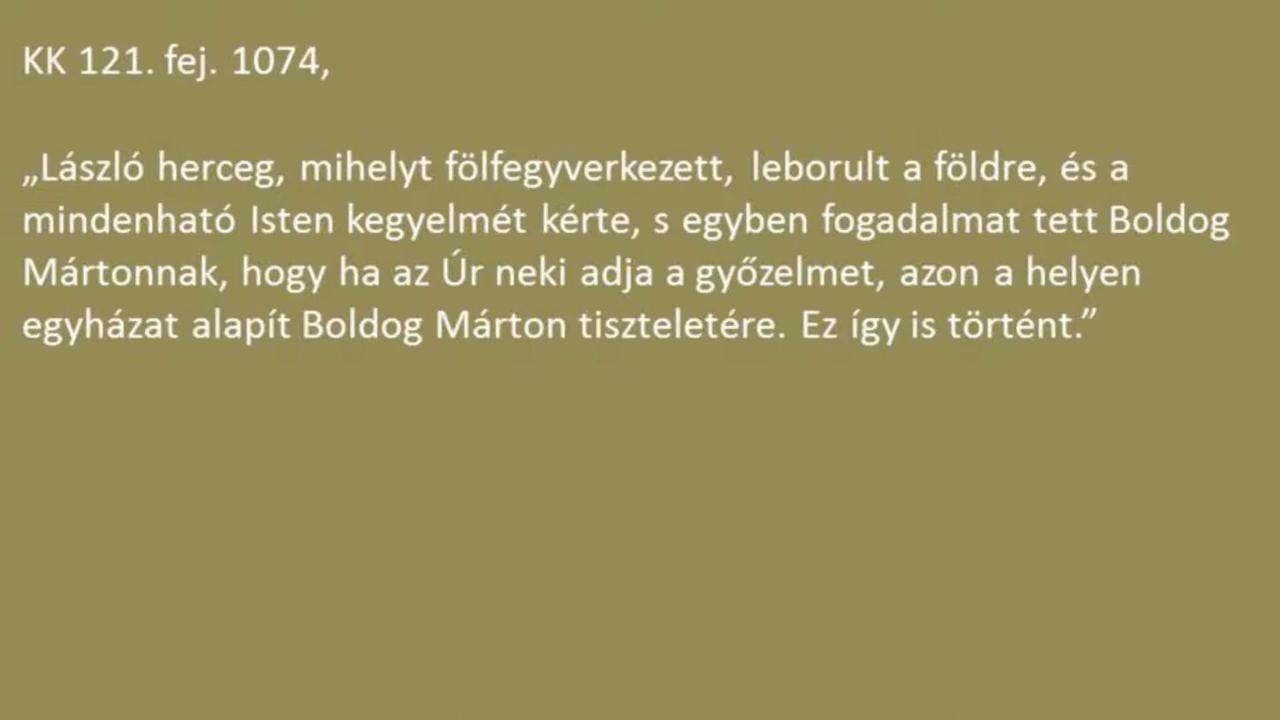 KK 121. fej. 1074,
„László herceg, mihelyt fölfegyverkezett, leborult a földre, és a
mindenható Isten kegyelmét kérte, s egyben fogadalmat tett Boldog
Mártonnak, hogy ha az Úr neki adja a győzelmet, azon a helyen
egyházat alapít Boldog Márton tiszteletére. Ez így is történt.”